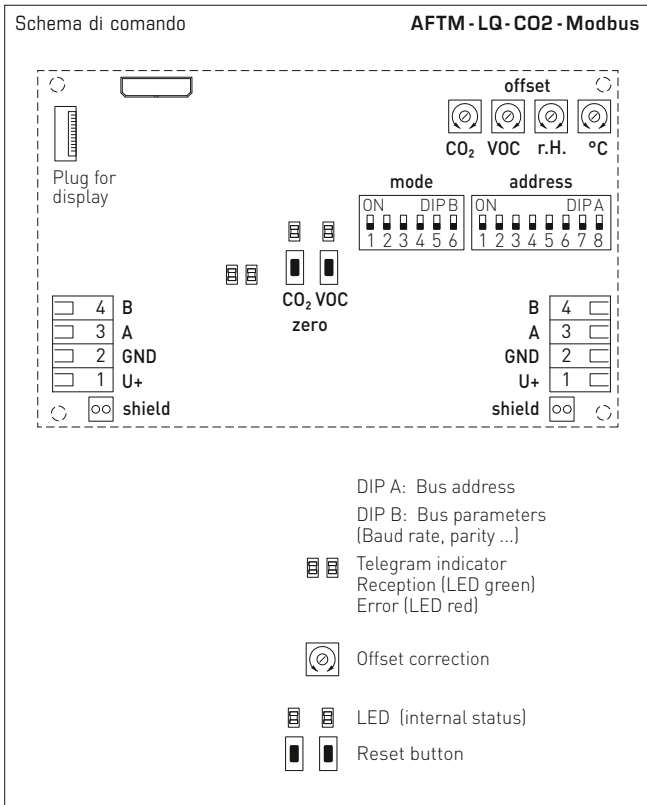 Schema di comando AFTM-LQ-CO2-Modbus
offset
CO₂ VOC r.H. °C
Plug for
display
mode address
ON DIP B ON DIP A
1 2 3 4 5 6 1 2 3 4 5 6 7 8
CO₂ VOC
zero
4 B B 4
3 A A 3
2 GND GND 2
1 U+ U+ 1
shield shield
DIP A: Bus address
DIP B: Bus parameters
(Baud rate, parity ...)
Telegram indicator
Reception (LED green)
Error (LED red)
Offset correction
LED (internal status)
Reset button